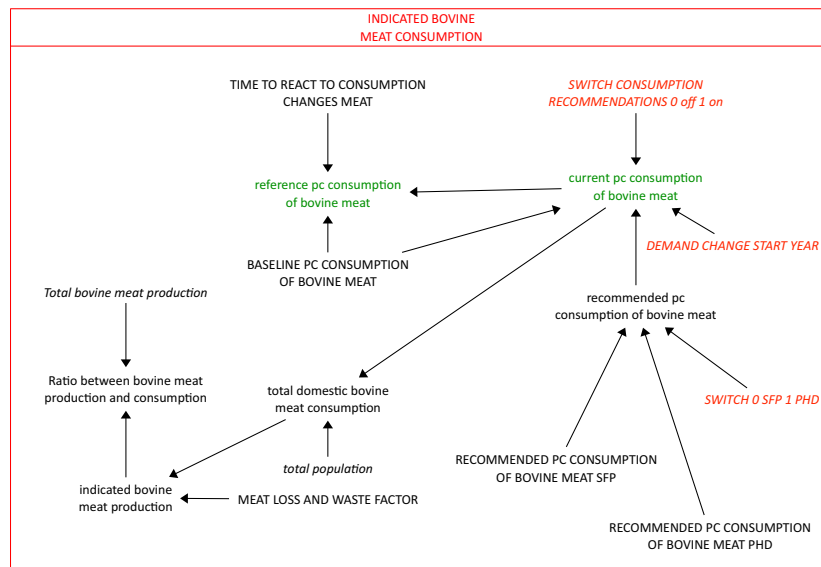 INDICATED BOVINE
MEAT CONSUMPTION
TIME TO REACT TO CONSUMPTION
CHANGES MEAT
SWITCH CONSUMPTION
RECOMMENDATIONS 0 off 1 on
reference pc consumption
of bovine meat
current pc consumption
of bovine meat
DEMAND CHANGE START YEAR
BASELINE PC CONSUMPTION
OF BOVINE MEAT
Total bovine meat production
recommended pc
consumption of bovine meat
Ratio between bovine meat
production and consumption
total domestic bovine
meat consumption
SWITCH 0 SFP 1 PHD
total population
RECOMMENDED PC CONSUMPTION
OF BOVINE MEAT SFP
indicated bovine
meat production
MEAT LOSS AND WASTE FACTOR
RECOMMENDED PC CONSUMPTION
OF BOVINE MEAT PHD